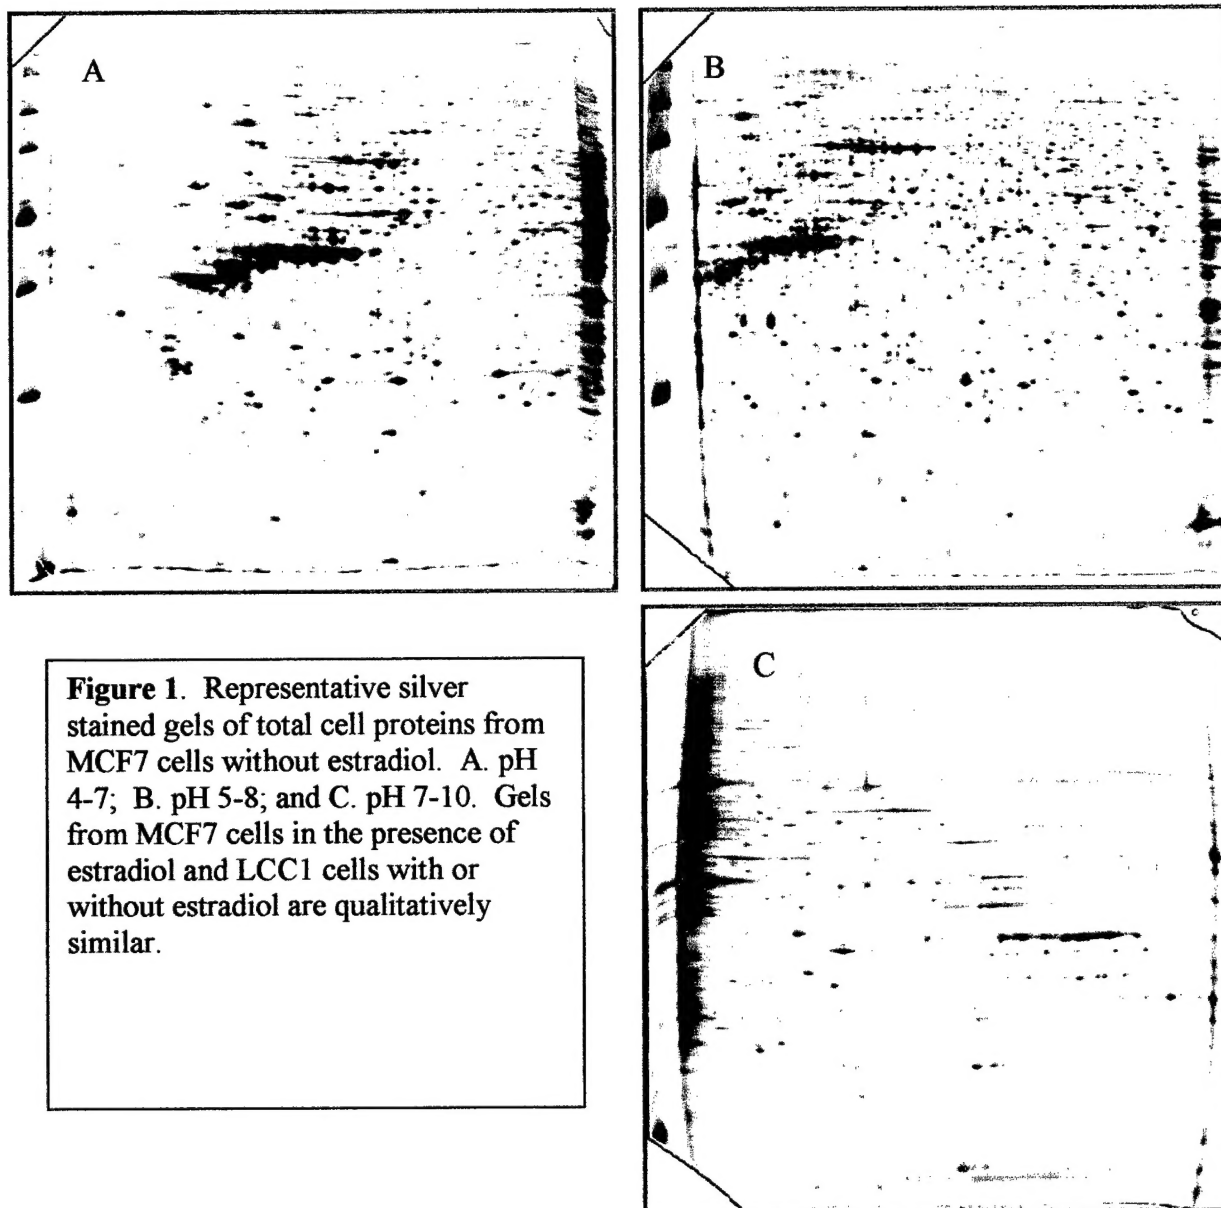 A
B
C
c
Figure 1. Representative silver
stained gels of total cell proteins from
MCF7 cells without estradiol. A. pH
4-7; B. pH 5-8; and C. pH 7-10. Gels
from MCF7 cells in the presence of
estradiol and LCC1 cells with or
without estradiol are qualitatively
similar.